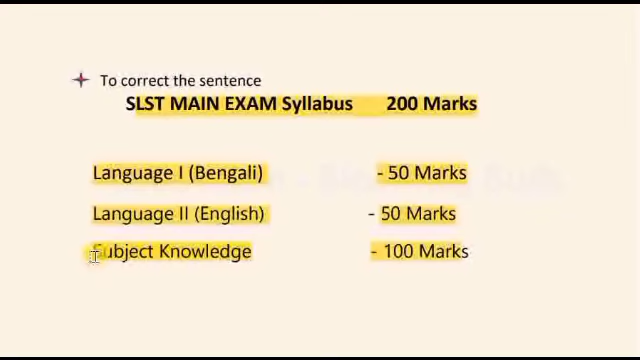 To correct the sentence
SLST MAIN EXAM Syllabus 200 Marks
Language I (Bengali) - 50 Marks
Language II (English) - 50 Marks
Subject Knowledge - 100 Marks